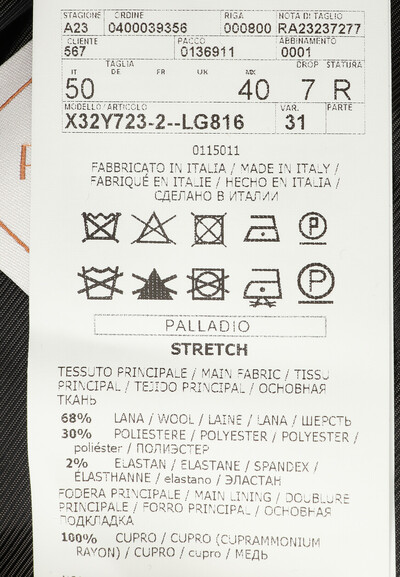 STAGIONE ORDINE RIGA NOTA DI TAGLIO
A23 0400039356 000800 RA23237277
CLIENTE PACCO ABBINAMENTO
567 0136911 0001
TAGLIA DROP STATURA
IT DE FR UK MX
50 40 7 R
MODELLO/ARTICOLO VAR. PARTE
X32Y723-2--LG816 31
0115011
FABBRICATO IN ITALIA / MADE IN ITALY /
FABRIQUÉ EN ITALIE / HECHO EN ITALIA /
СДЕЛАНО В ИТАЛИИ
P
P
PALLADIO
STRETCH
TESSUTO PRINCIPALE / MAIN FABRIC / TISSU
PRINCIPAL / TEJIDO PRINCIPAL / ОСНОВНАЯ
ТКАНЬ
68% LANA / WOOL / LAINE / LANA / ШЕРСТЬ
30% POLIESTERE / POLYESTER / POLYESTER /
poliéster / ПОЛИЭСТЕР
2% ELASTAN / ELASTANE / SPANDEX /
ÉLASTHANNE / elastano / ЭЛАСТАН
FODERA PRINCIPALE / MAIN LINING / DOUBLURE
PRINCIPALE / FORRO PRINCIPAL / ОСНОВНАЯ
ПОДКЛАДКА
100% CUPRO / CUPRO (CUPRAMMONIUM
RAYON) / CUPRO / cupro / МЕДЬ